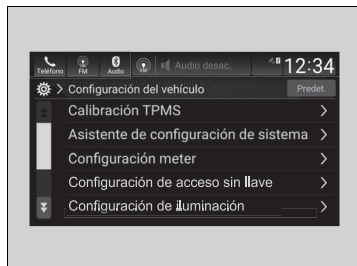 Teléfono FM Audio Audio desac. 12:34
Configuración del vehículo Predet.
Calibración TPMS
Asistente de configuración de sistema
Configuración meter
Configuración de acceso sin llave
Configuración de iluminación